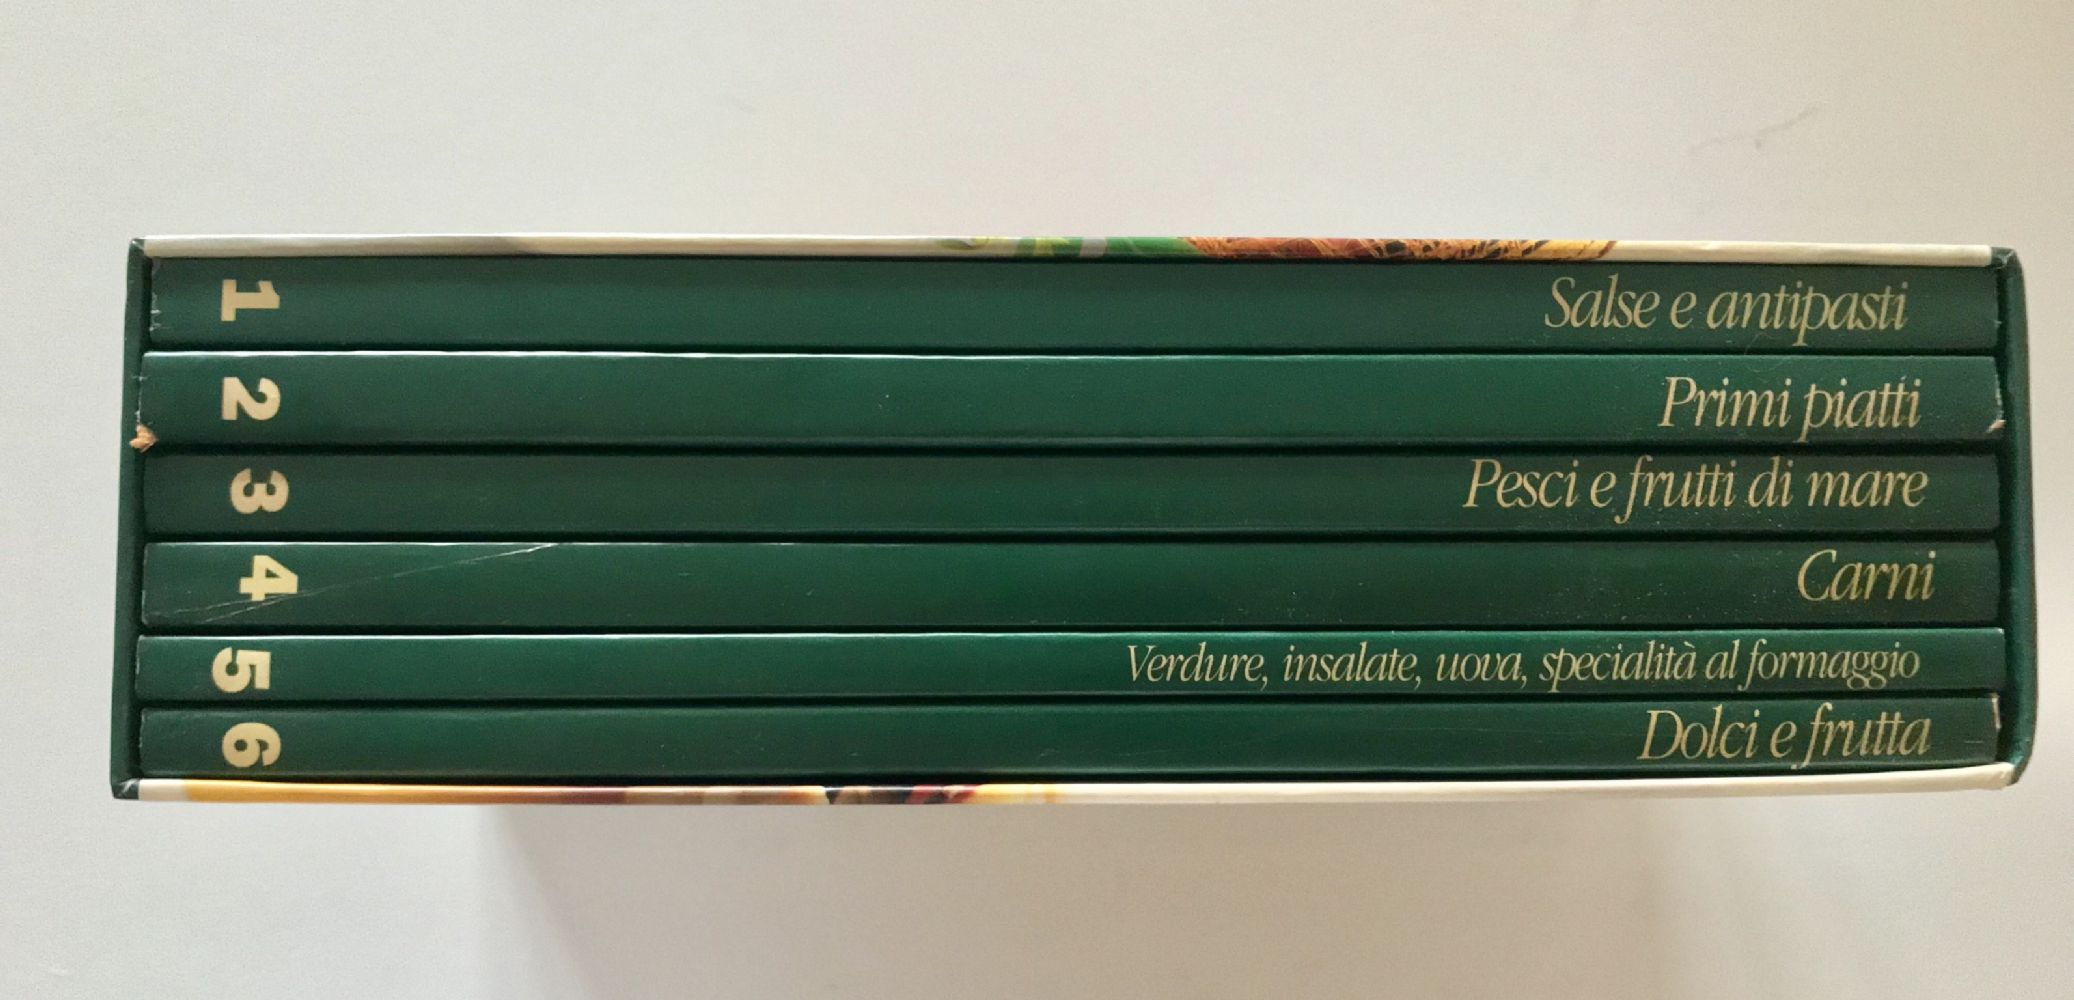 1 Salse e antipasti
2 Primi piatti
3 Pesci e frutti di mare
4 Carni
5 Verdure, insalate, uova, specialità al formaggio
6 Dolci e frutta